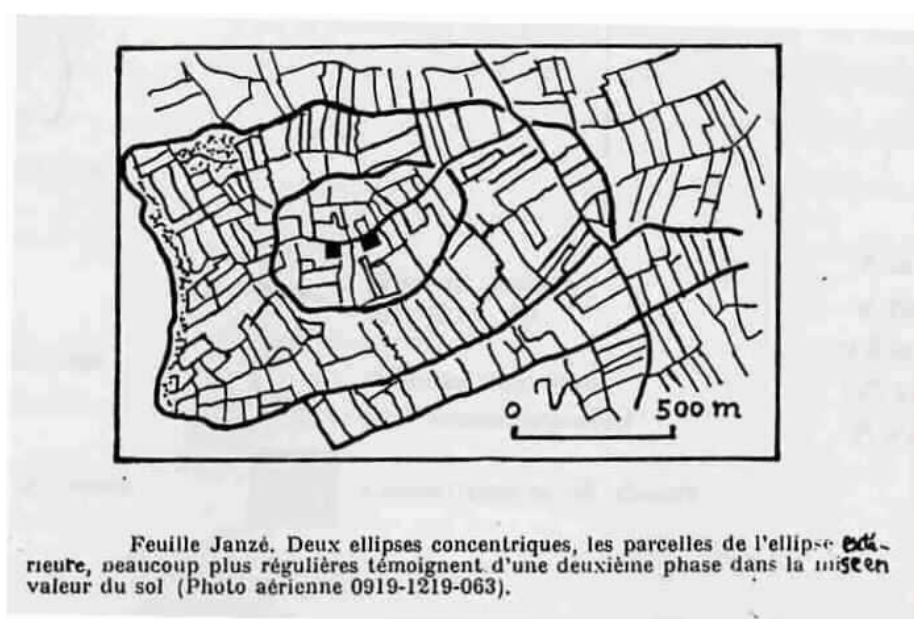 0 500 m
Feuille Janzé. Deux ellipses concentriques, les parcelles de l'ellipse exté-
rieure, beaucoup plus régulières témoignent d'une deuxième phase dans la mise en
valeur du sol (Photo aérienne 0919-1219-063).